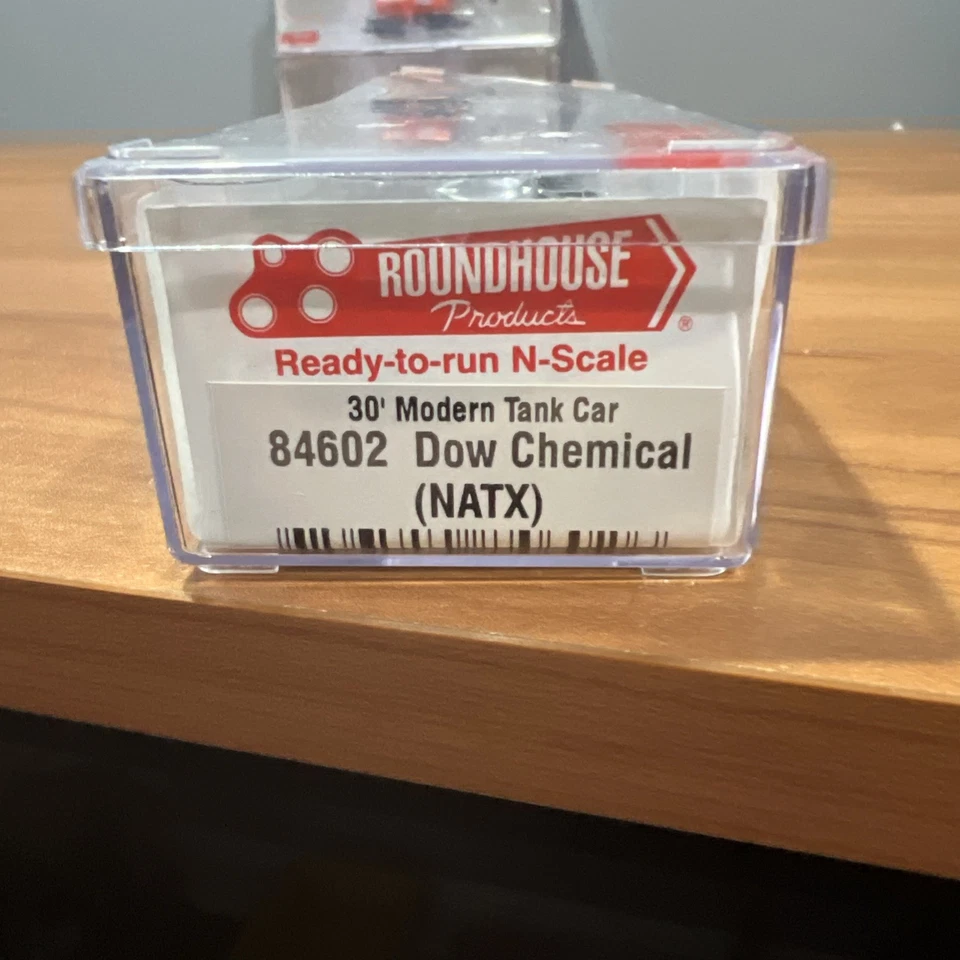 ROUNDHOUSE
Products
®
Ready-to-run N-Scale
30' Modern Tank Car
84602 Dow Chemical
(NATX)